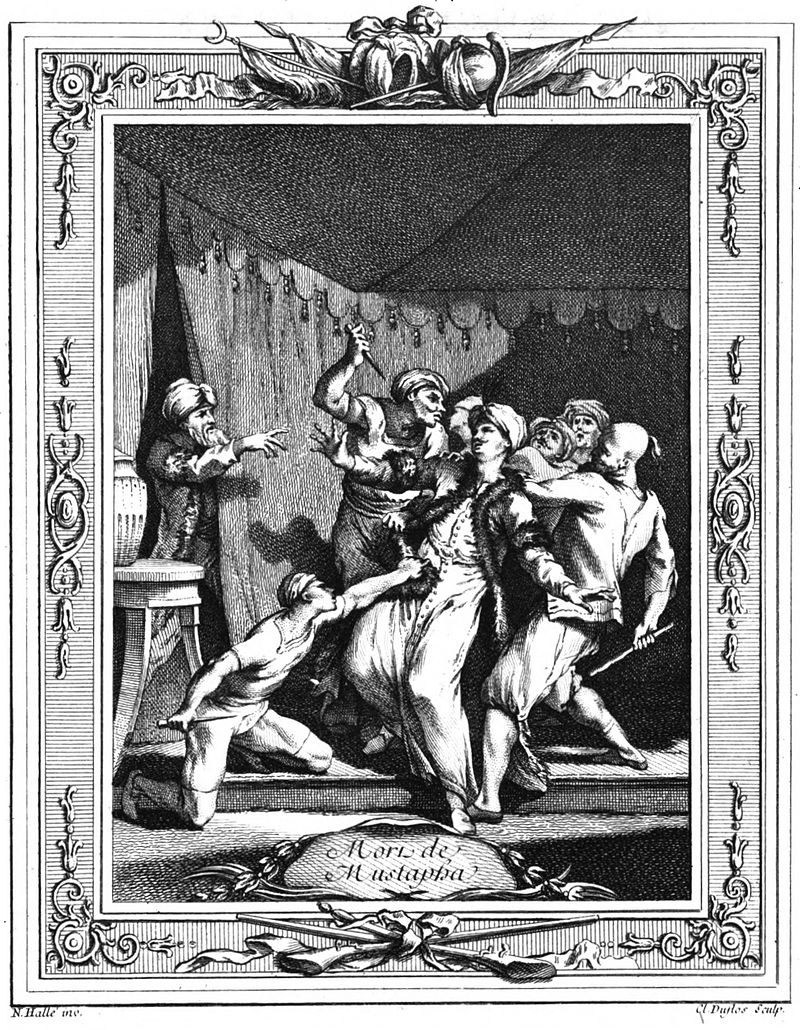 Mort de
Mustapha
N. Hallé inv.
Cl Duflos Sculp.